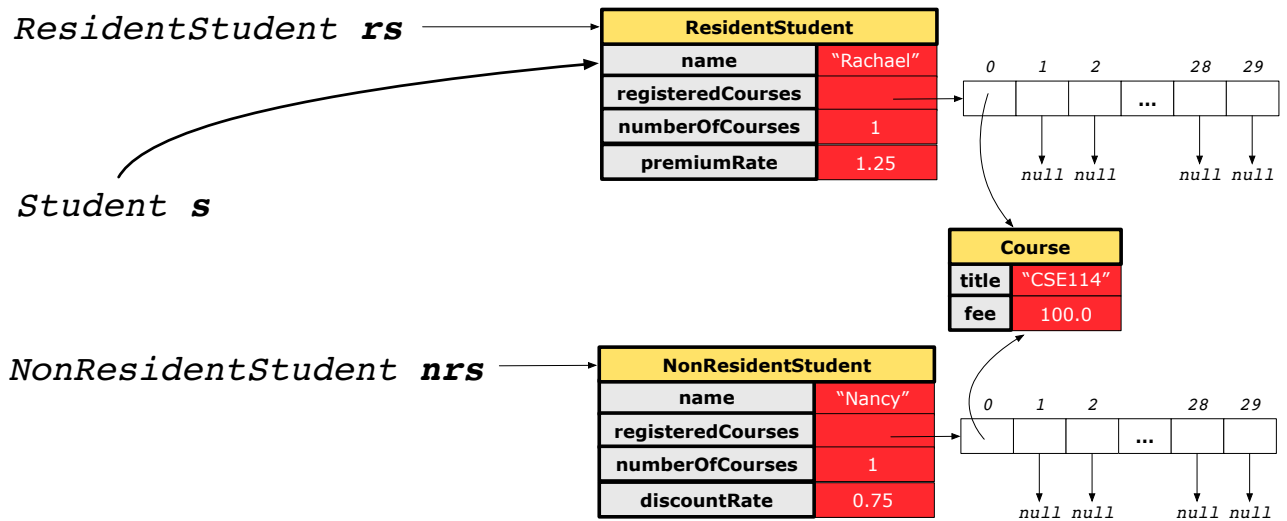 ResidentStudent rs
ResidentStudent
name "Rachael"
registeredCourses
numberOfCourses 1
premiumRate 1.25
0 1 2 28 29
...
null null null null
Student s
Course
title "CSE114"
fee 100.0
NonResidentStudent nrs
NonResidentStudent
name "Nancy"
registeredCourses
numberOfCourses 1
discountRate 0.75
0 1 2 28 29
...
null null null null